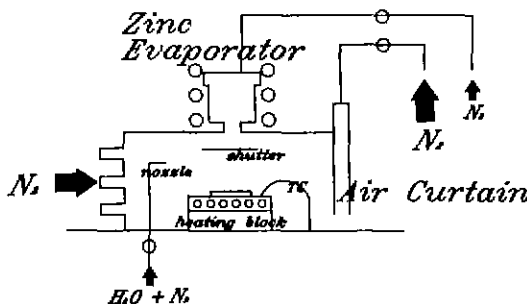 Zinc
Evaporator
N₂
N₂
shutter
nozzle
N₂
TC
Air Curtain
heating block
H₂O + N₂